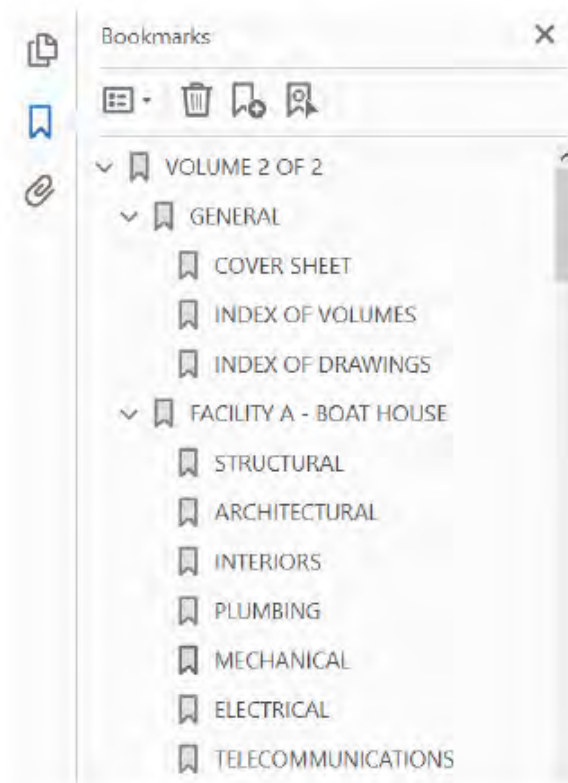 Bookmarks
VOLUME 2 OF 2
GENERAL
COVER SHEET
INDEX OF VOLUMES
INDEX OF DRAWINGS
FACILITY A - BOAT HOUSE
STRUCTURAL
ARCHITECTURAL
INTERIORS
PLUMBING
MECHANICAL
ELECTRICAL
TELECOMMUNICATIONS